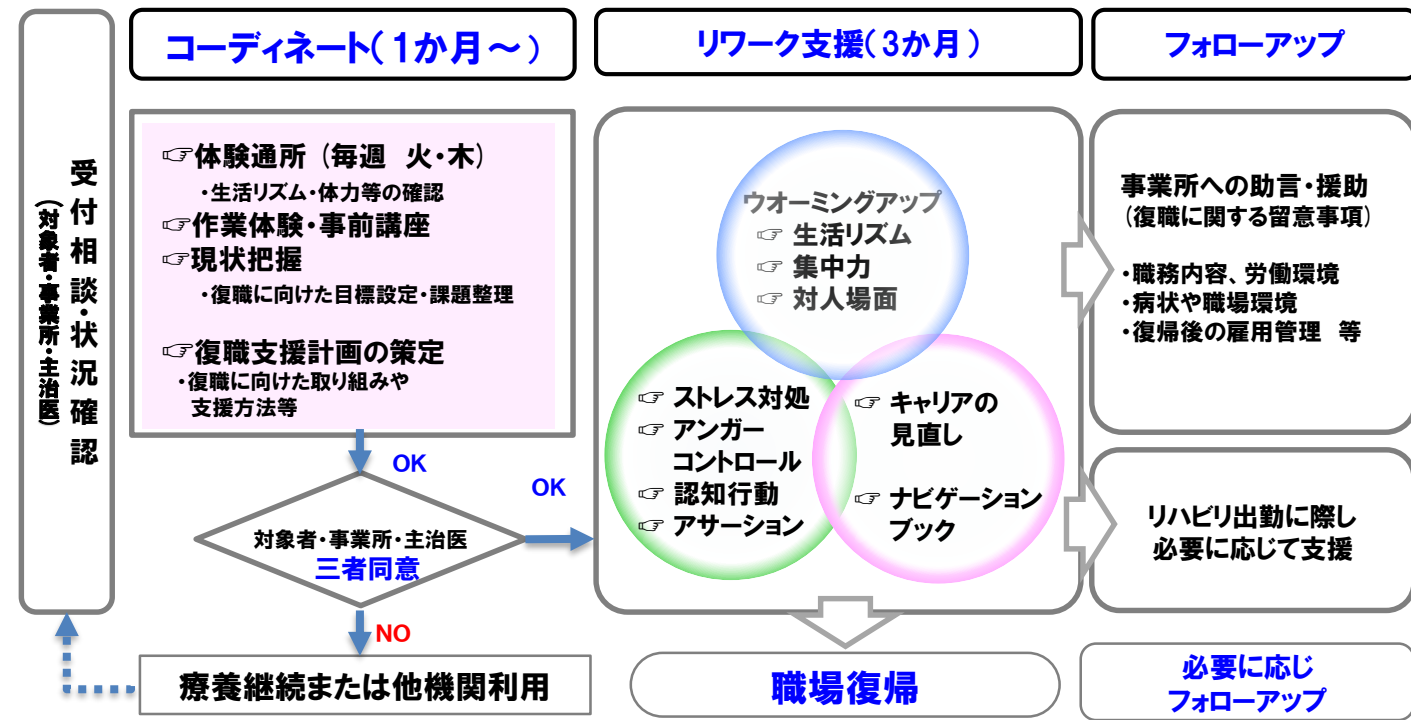 受付相談・状況確認
（対象者・事業所・主治医）
コーディネート（１か月～）
☞体験通所（毎週　火・木）
・生活リズム・体力等の確認
☞作業体験・事前講座
☞現状把握
・復職に向けた目標設定・課題整理
☞復職支援計画の策定
・復職に向けた取り組みや
支援方法等
OK
対象者・事業所・主治医
三者同意
OK
NO
療養継続または他機関利用
リワーク支援（３か月）
ウオーミングアップ
☞ 生活リズム
☞ 集中力
☞ 対人場面
☞ ストレス対処
☞ アンガー
コントロール
☞ 認知行動
☞ アサーション
☞ キャリアの
見直し
☞ ナビゲーション
ブック
職場復帰
フォローアップ
事業所への助言・援助
（復職に関する留意事項）
・職務内容、労働環境
・病状や職場環境
・復帰後の雇用管理　等
リハビリ出勤に際し
必要に応じて支援
必要に応じ
フォローアップ